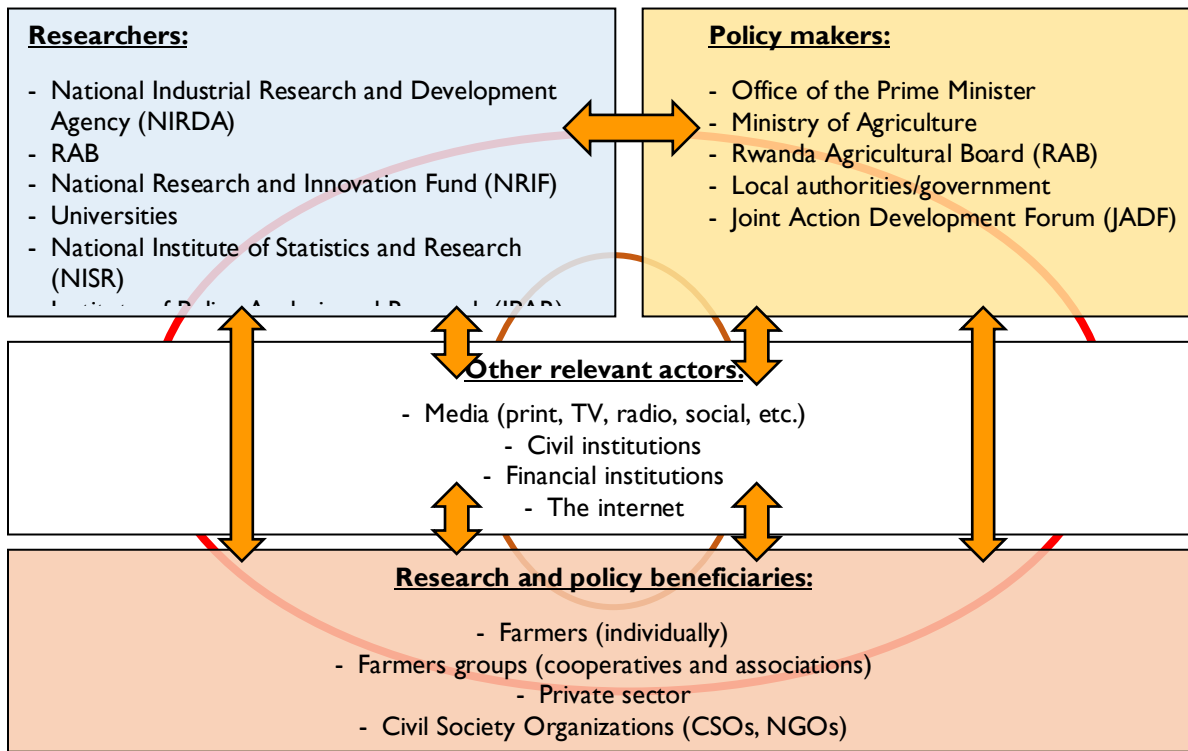 Researchers:
- National Industrial Research and Development
Agency (NIRDA)
- RAB
- National Research and Innovation Fund (NRIF)
- Universities
- National Institute of Statistics and Research
(NISR)
Policy makers:
- Office of the Prime Minister
- Ministry of Agriculture
- Rwanda Agricultural Board (RAB)
- Local authorities/government
- Joint Action Development Forum (JADF)
Other relevant actors:
- Media (print, TV, radio, social, etc.)
- Civil institutions
- Financial institutions
- The internet
Research and policy beneficiaries:
- Farmers (individually)
- Farmers groups (cooperatives and associations)
- Private sector
- Civil Society Organizations (CSOs, NGOs)